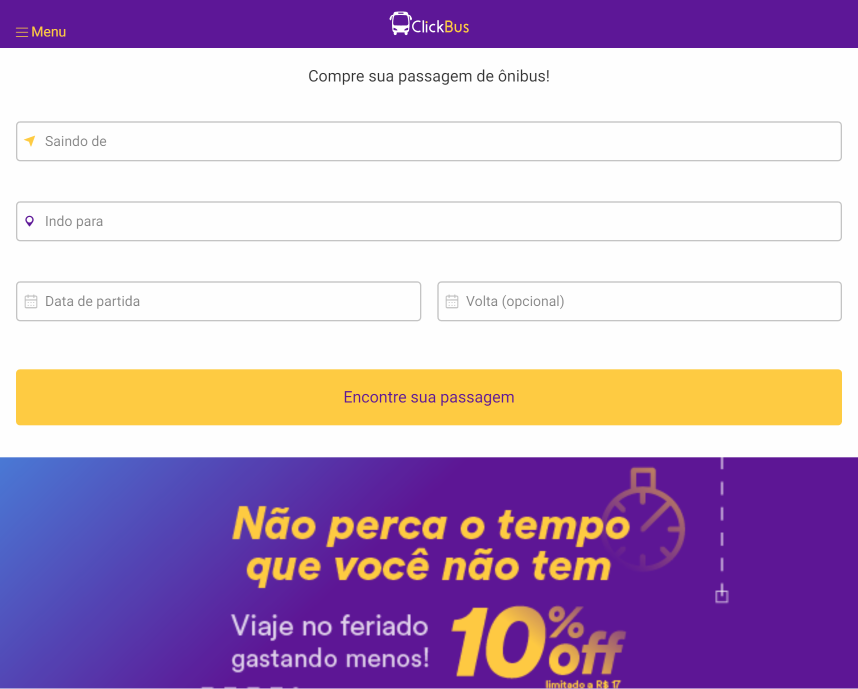 Menu
ClickBus
Compre sua passagem de ônibus!
Saindo de
Indo para
Data de partida
Volta (opcional)
Encontre sua passagem
Não perca o tempo
que você não tem
Viaje no feriado
gastando menos!
10% off
limitado a R$ 17